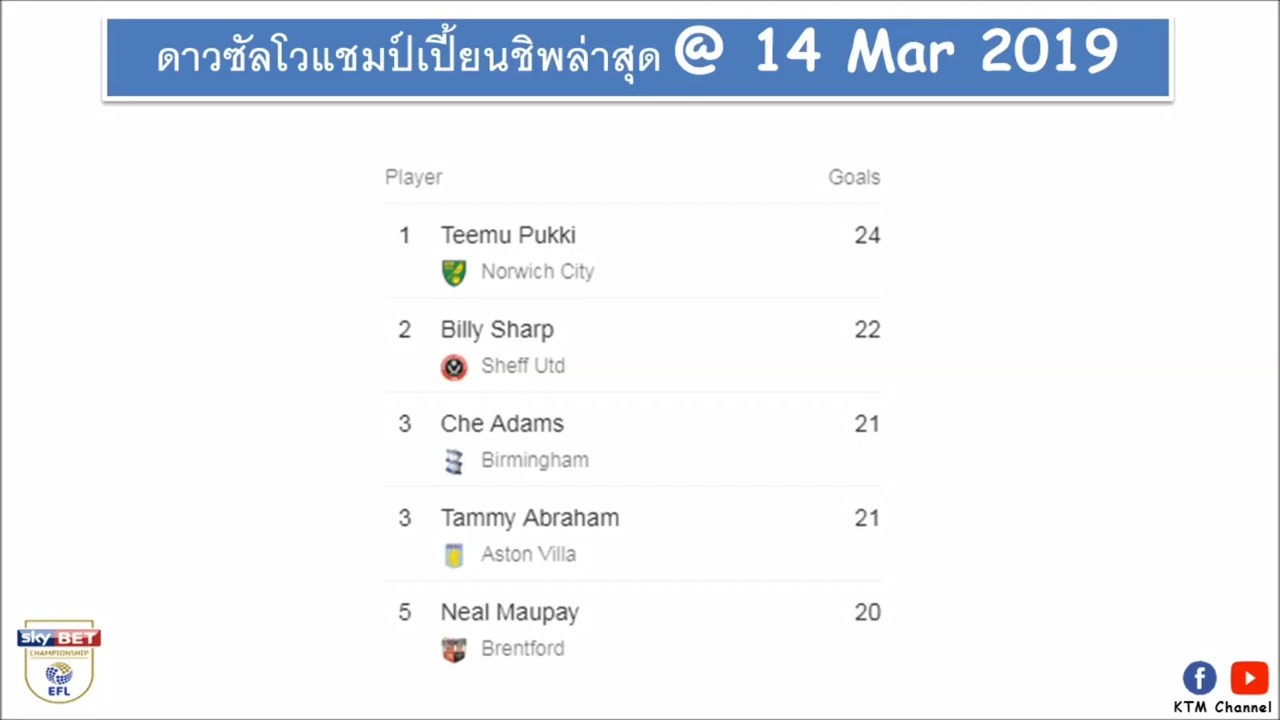 ดาวซัลโวแชมป์เปี้ยนชิพล่าสุด @ 14 Mar 2019
Player Goals
1 Teemu Pukki 24
Norwich City
2 Billy Sharp 22
Sheff Utd
3 Che Adams 21
Birmingham
3 Tammy Abraham 21
Aston Villa
5 Neal Maupay 20
Brentford
sky BET
CHAMPIONSHIP
EFL
KTM Channel